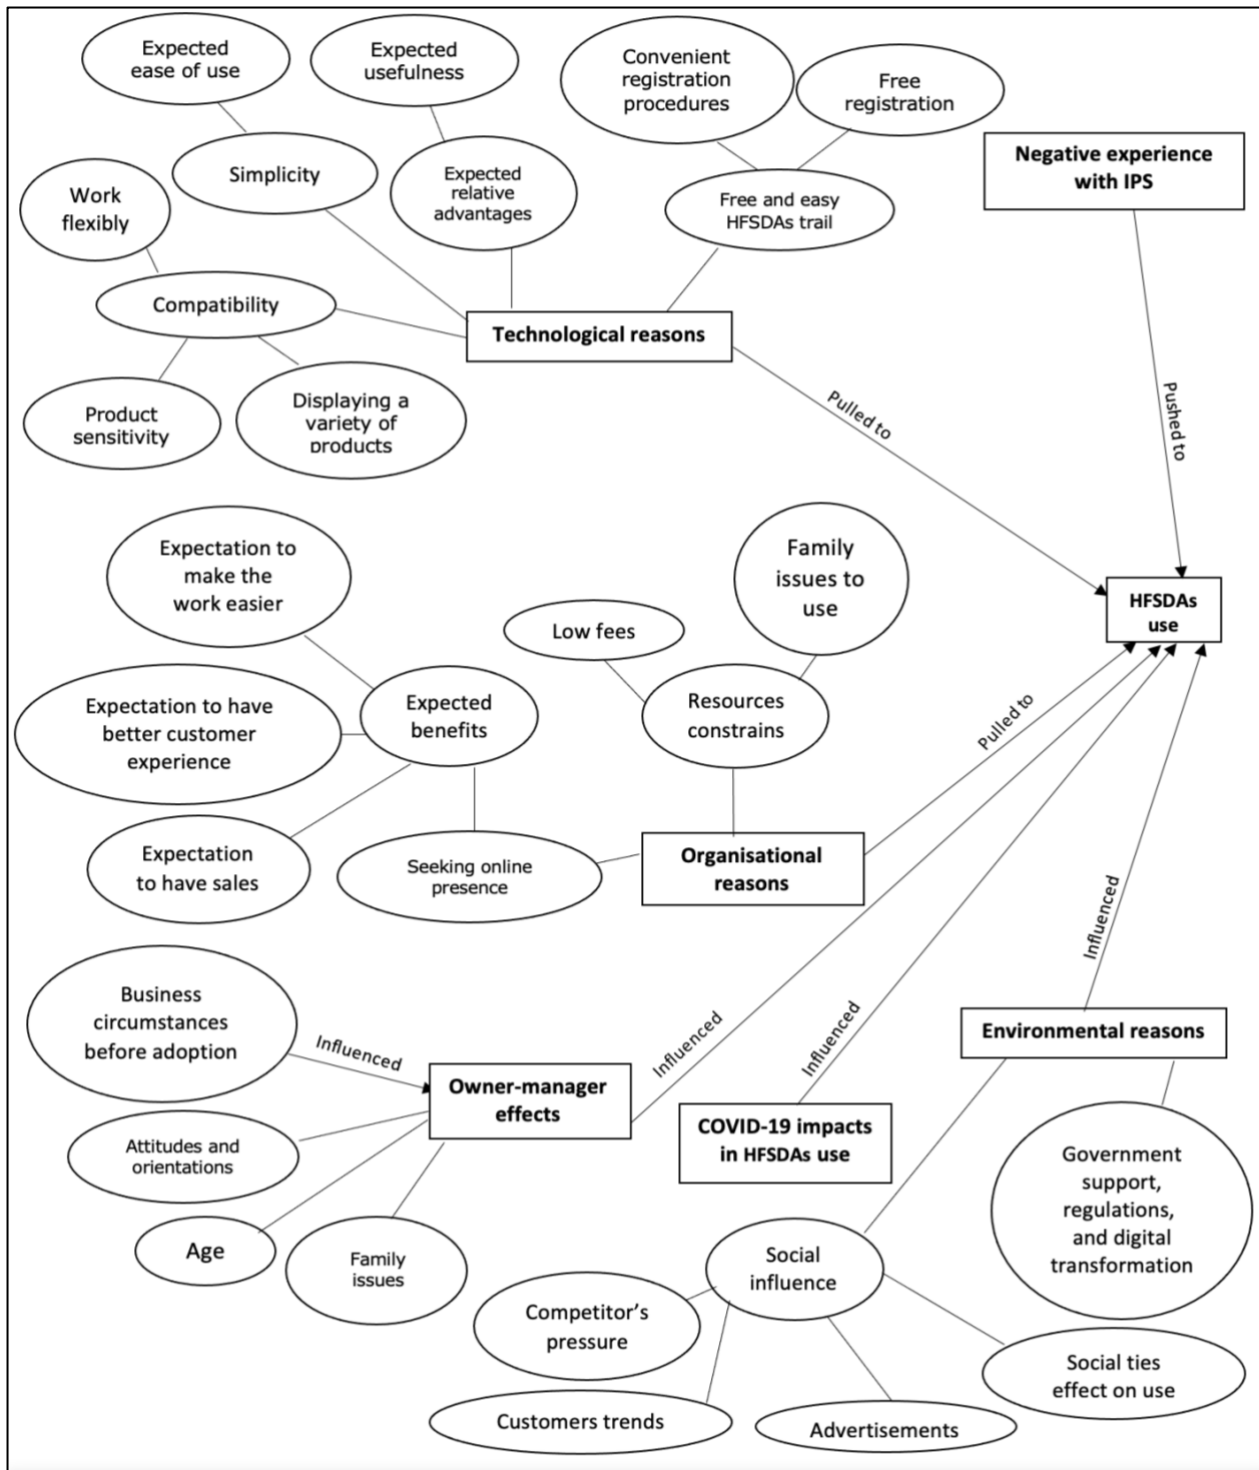 Expected
ease of use
Expected
usefulness
Convenient
registration
procedures
Free
registration
Negative experience
with IPS
Simplicity
Expected
relative
advantages
Free and easy
HFSDAs trail
Work
flexibly
Compatibility
Technological reasons
Product
sensitivity
Displaying a
variety of
products
Pulled to
Pushed to
Expectation to
make the
work easier
Family
issues to
use
HFSDAs
use
Low fees
Expectation to have
better customer
experience
Expected
benefits
Resources
constrains
Pulled to
Expectation
to have sales
Seeking online
presence
Organisational
reasons
Influenced
Business
circumstances
before adoption
Influenced
Influenced
Influenced
Environmental reasons
Owner-manager
effects
COVID-19 impacts
in HFSDAs use
Attitudes and
orientations
Government
support,
regulations,
and digital
transformation
Age
Family
issues
Social
influence
Competitor's
pressure
Social ties
effect on use
Customers trends
Advertisements